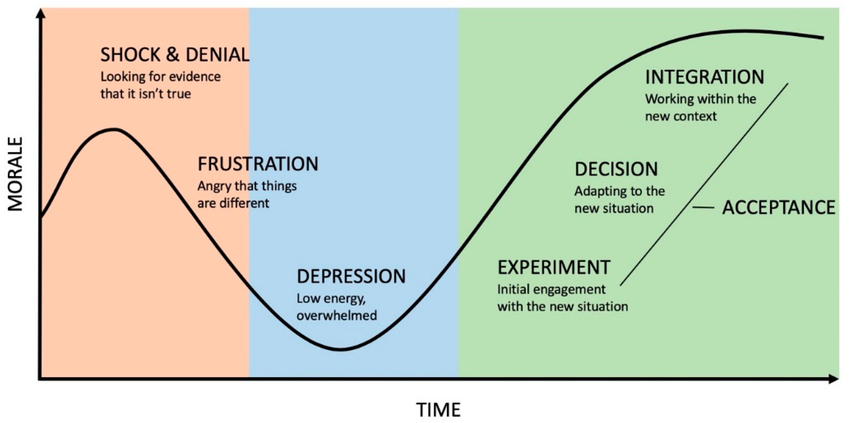 SHOCK & DENIAL
Looking for evidence
that it isn't true
FRUSTRATION
Angry that things
are different
DEPRESSION
Low energy,
overwhelmed
EXPERIMENT
Initial engagement
with the new situation
DECISION
Adapting to the
new situation
INTEGRATION
Working within the
new context
ACCEPTANCE
MORALE
TIME